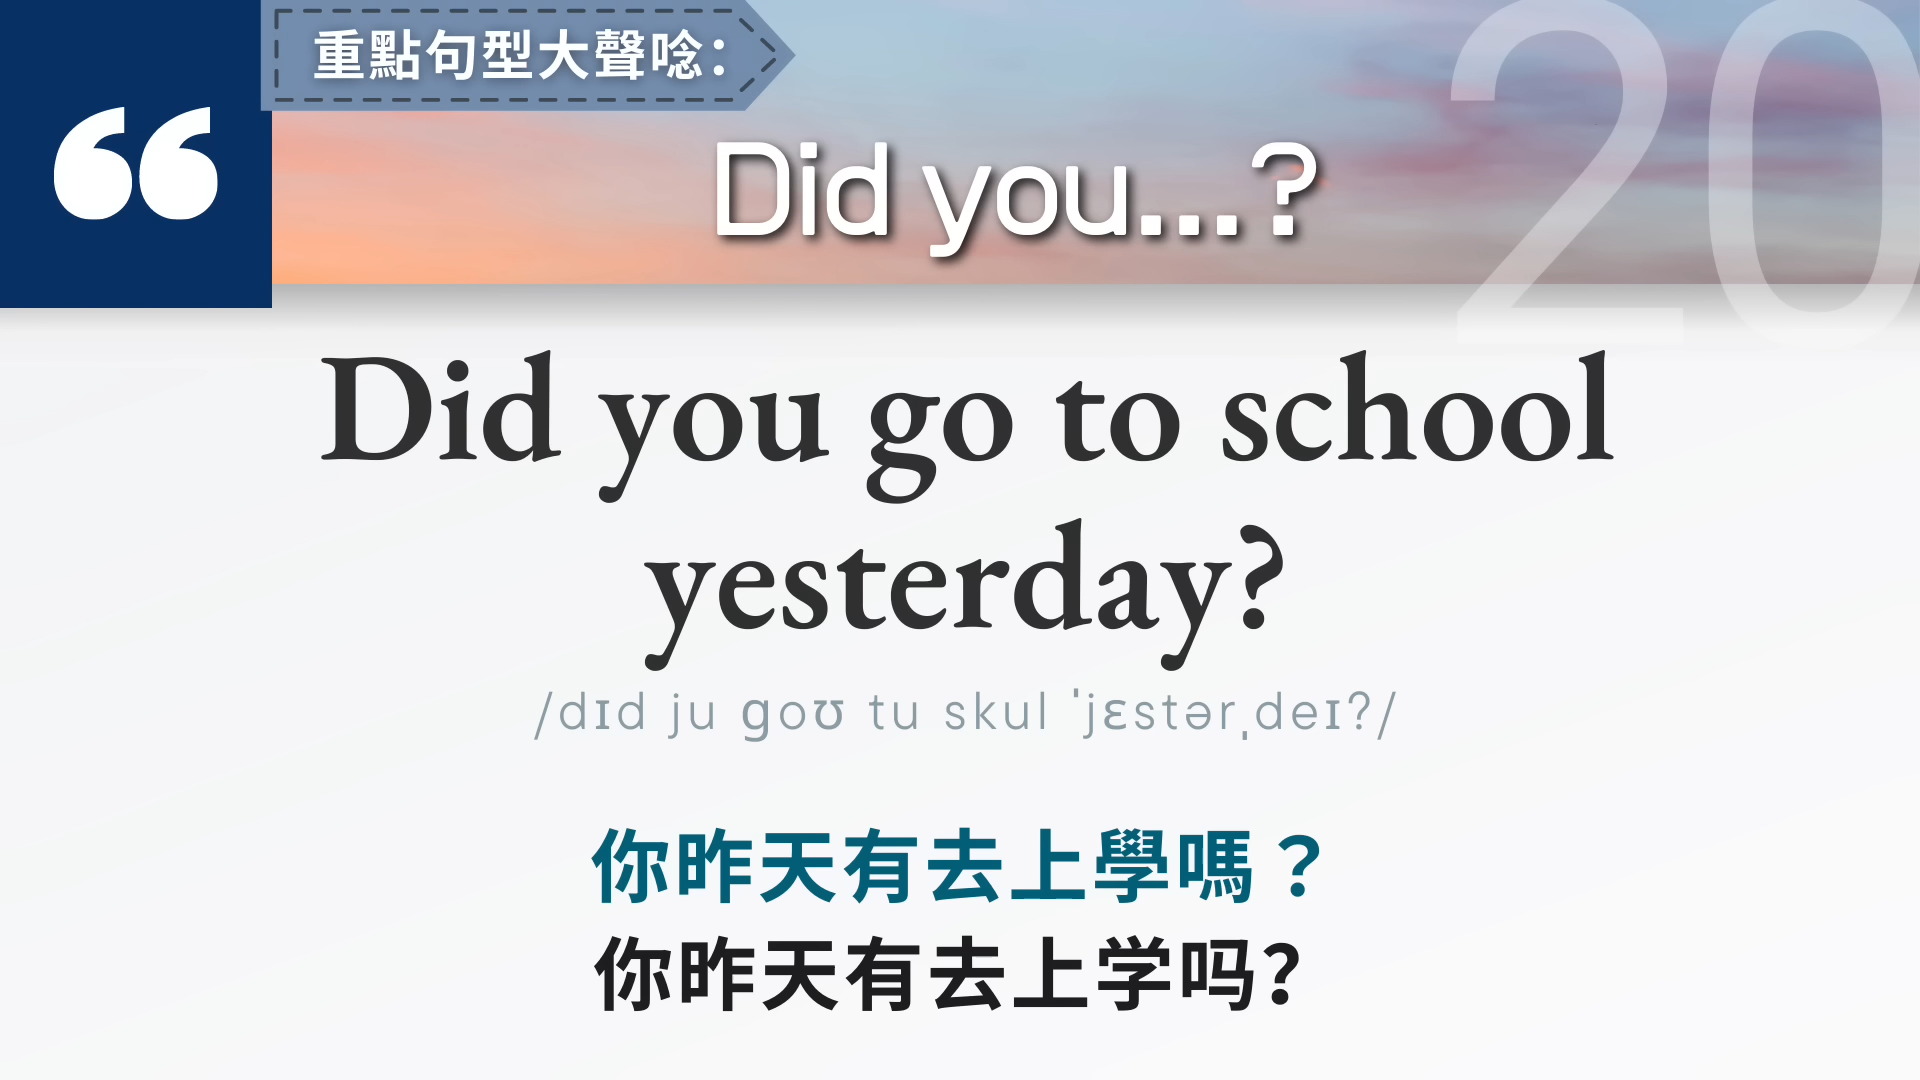 重點句型大聲唸：
20
Did you...?
Did you go to school
yesterday?
/dɪd ju goʊ tu skul ˈjɛstərˌdeɪ?/
你昨天有去上學嗎？
你昨天有去上学吗？